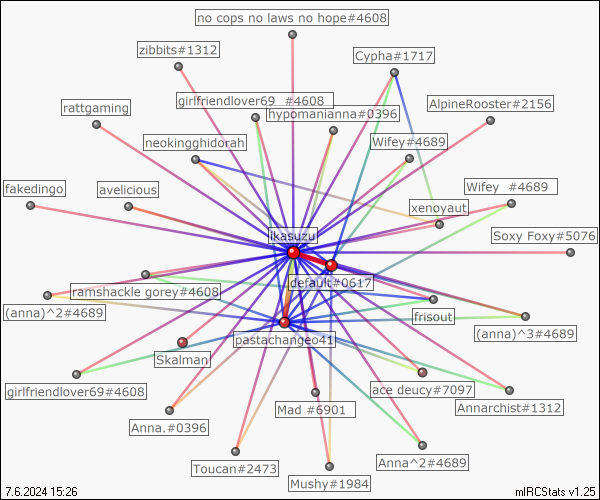 no cops no laws no hope#4608
zibbits#1312
Cypha#1717
girlfriendlover69_#4608
hypomanianna#0396
AlpineRooster#2156
rattgaming
neokingghidorah
Wifey#4689
fakedingo
avelicious
Wifey_#4689
xenoyaut
ikasuzu
Soxy Foxy#5076
default#0617
ramshackle gorey#4608
(anna)^2#4689
frisout
(anna)^3#4689
pastachangeo41
Skalman
girlfriendlover69#4608
ace deucy#7097
Mad_#6901
Annarchist#1312
Anna.#0396
Toucan#2473
Anna^2#4689
Mushy#1984
7.6.2024 15:26
mIRCStats v1.25